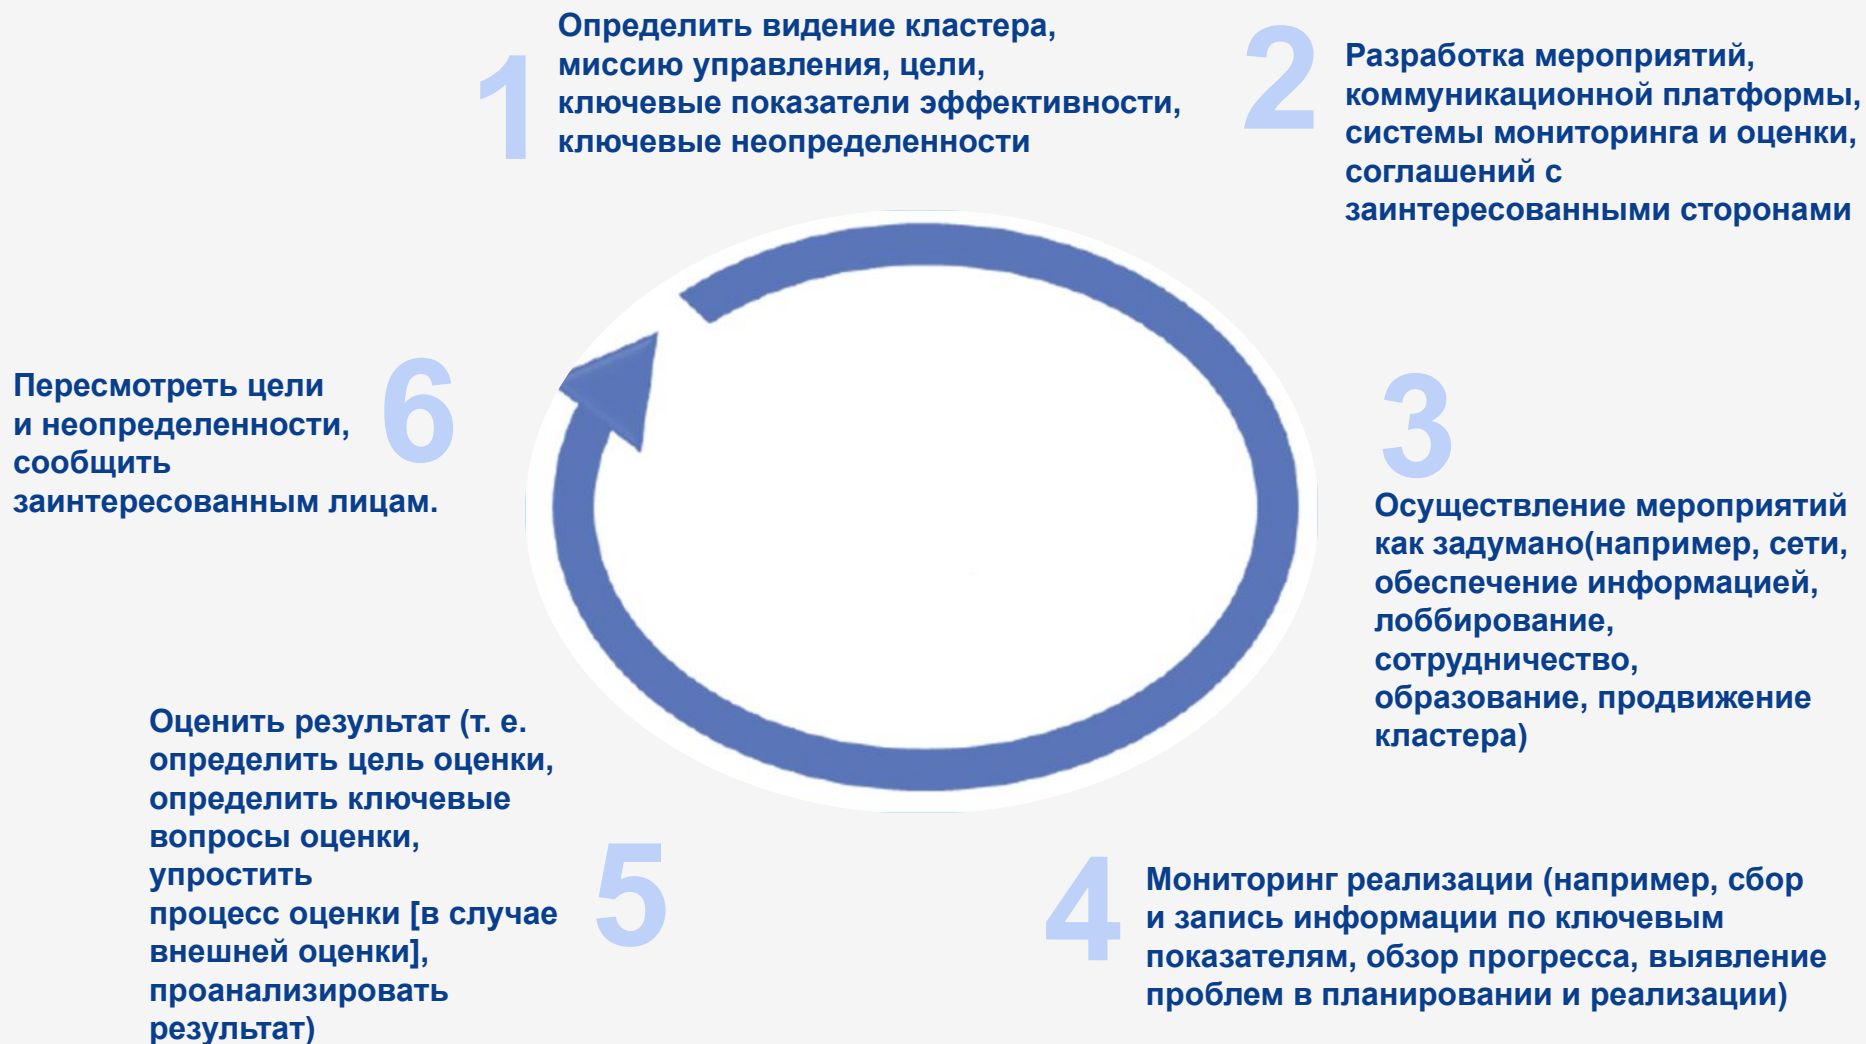 1
Определить видение кластера,
миссию управления, цели,
ключевые показатели эффективности,
ключевые неопределенности
2
Разработка мероприятий,
коммуникационной платформы,
системы мониторинга и оценки,
соглашений с
заинтересованными сторонами
3
Осуществление мероприятий
как задумано(например, сети,
обеспечение информацией,
лоббирование,
сотрудничество,
образование, продвижение
кластера)
4
Мониторинг реализации (например, сбор
и запись информации по ключевым
показателям, обзор прогресса, выявление
проблем в планировании и реализации)
5
Оценить результат (т. е.
определить цель оценки,
определить ключевые
вопросы оценки,
упростить
процесс оценки [в случае
внешней оценки],
проанализировать
результат)
6
Пересмотреть цели
и неопределенности,
сообщить
заинтересованным лицам.